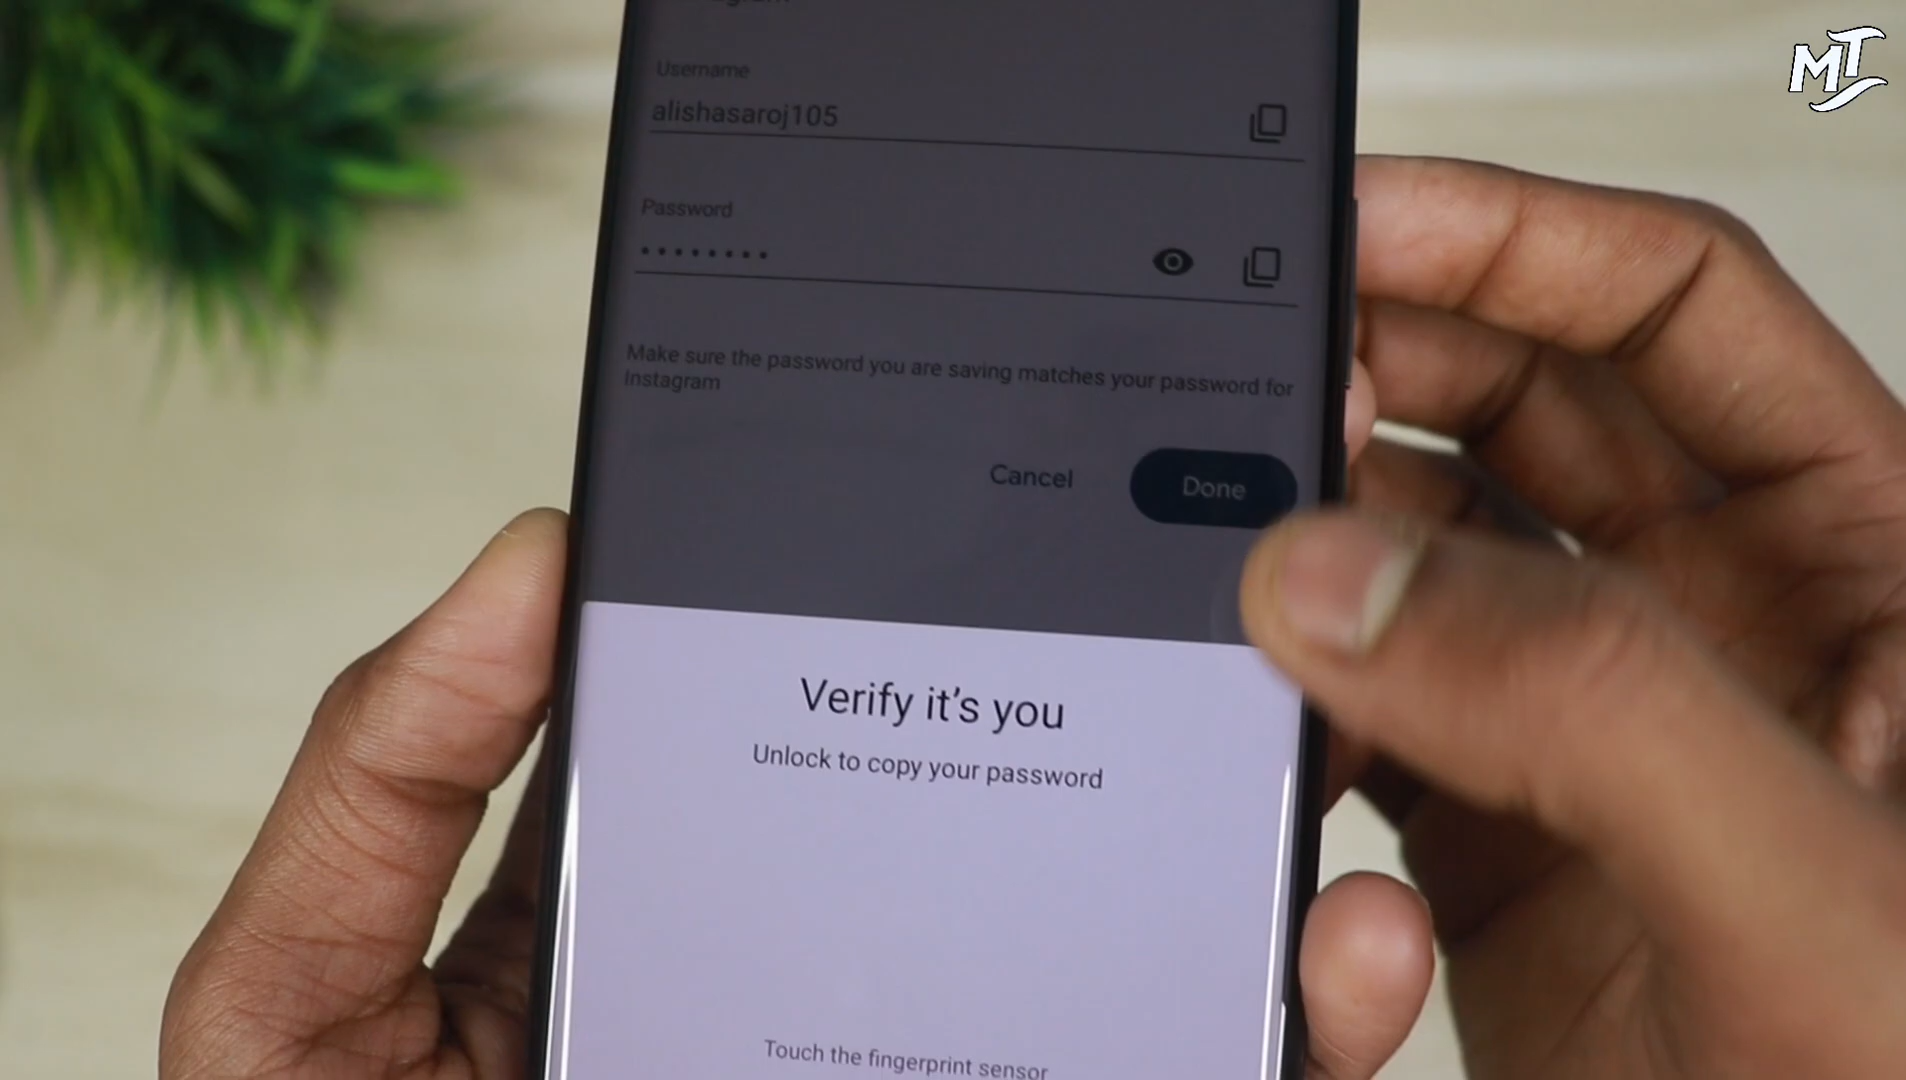 MT
Username
alishasaroj105
Password
••••••••
Make sure the password you are saving matches your password for
Instagram
Cancel
Done
Verify it's you
Unlock to copy your password
Touch the fingerprint sensor